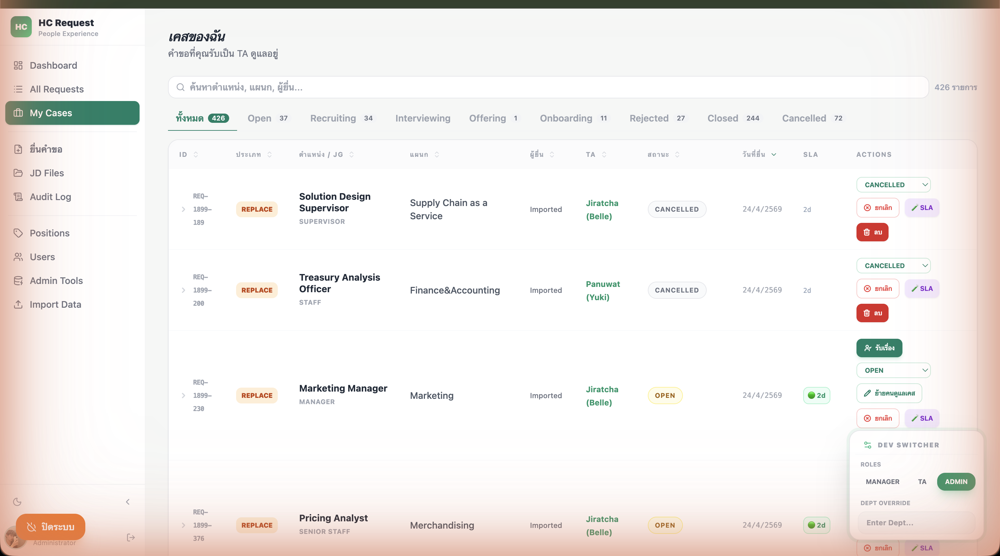 HC
HC Request
People Experience
Dashboard
All Requests
My Cases
ยื่นคำขอ
JD Files
Audit Log
Positions
Users
Admin Tools
Import Data
ปิดระบบ
Administrator
เคสของฉัน
คำขอที่คุณรับเป็น TA ดูแลอยู่
ค้นหาตำแหน่ง, แผนก, ผู้ยื่น...
426 รายการ
ทั้งหมด 426 Open 37 Recruiting 34 Interviewing Offering 1 Onboarding 11 Rejected 27 Closed 244 Cancelled 72
ID ประเภท ตำแหน่ง / JG แผนก ผู้ยื่น TA สถานะ วันที่ยื่น SLA ACTIONS
REQ-
1899-
189
REPLACE
Solution Design
Supervisor
SUPERVISOR
Supply Chain as a
Service
Imported
Jiratcha
(Belle)
CANCELLED
24/4/2569
2d
CANCELLED
ยกเลิก SLA
ลบ
REQ-
1899-
200
REPLACE
Treasury Analysis
Officer
STAFF
Finance&Accounting
Imported
Panuwat
(Yuki)
CANCELLED
24/4/2569
2d
CANCELLED
ยกเลิก SLA
ลบ
REQ-
1899-
230
REPLACE
Marketing Manager
MANAGER
Marketing
Imported
Jiratcha
(Belle)
OPEN
24/4/2569
2d
รับเรื่อง
OPEN
ย้ายคนดูแลเคส
ยกเลิก SLA
REQ-
1899-
376
REPLACE
Pricing Analyst
SENIOR STAFF
Merchandising
Imported
Jiratcha
(Belle)
OPEN
24/4/2569
2d
ยกเลิก SLA
DEV SWITCHER
ROLES
MANAGER TA ADMIN
DEPT OVERRIDE
Enter Dept...